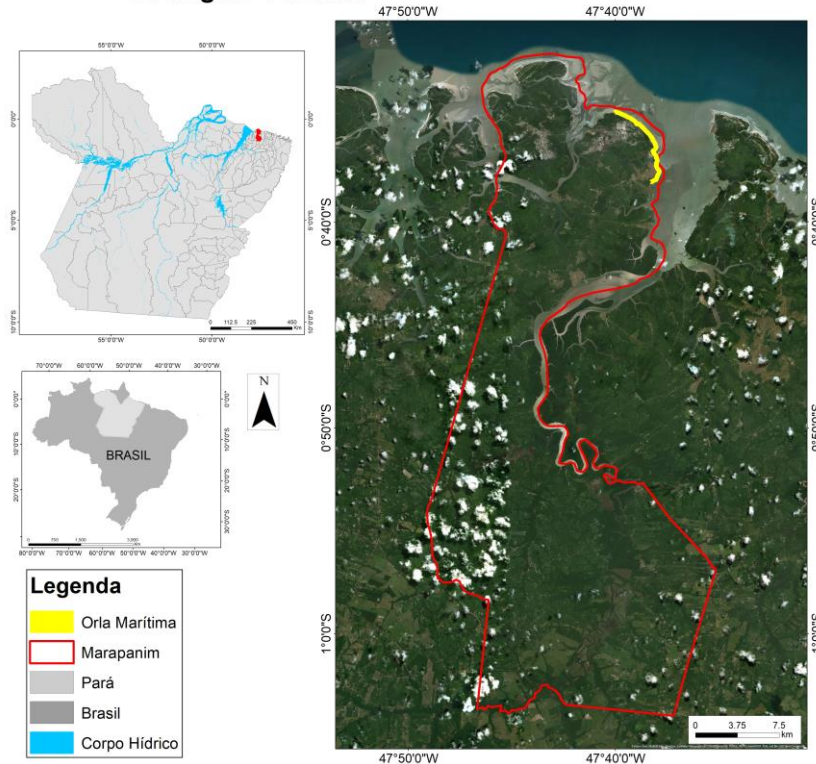 47°50'0"W 47°40'0"W
55°0'0"W 50°0'0"W
0°0'0"
5°0'0"S
10°0'0"S
0 112.5 225 450
Km
55°0'0"W 50°0'0"W
70°0'0"W 60°0'0"W 50°0'0"W 40°0'0"W 30°0'0"W
0°0'0"
10°0'0"S
20°0'0"S
BRASIL
0°0'0"
10°0'0"S
20°0'0"S
30°0'0"S
80°0'0"W 70°0'0"W 60°0'0"W 50°0'0"W 40°0'0"W 30°0'0"W
N
Legenda
Orla Marítima
Marapanim
Pará
Brasil
Corpo Hídrico
0°40'0"S
0°50'0"S
1°0'0"S
0°40'0"S
0°50'0"S
1°0'0"S
0 3.75 7.5
km
47°50'0"W 47°40'0"W